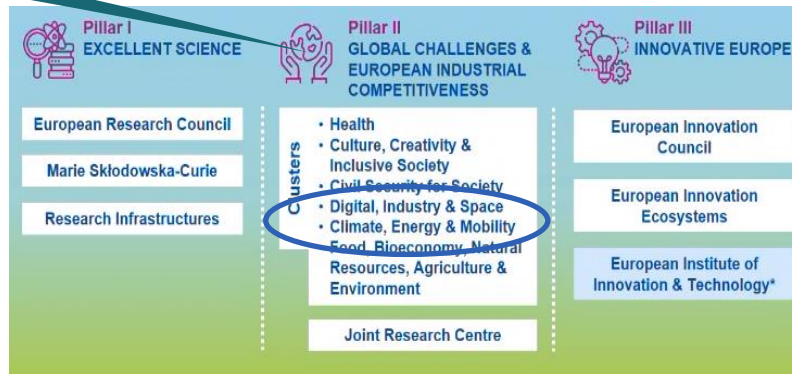 Pillar I
EXCELLENT SCIENCE
European Research Council
Marie Skłodowska-Curie
Research Infrastructures
Pillar II
GLOBAL CHALLENGES &
EUROPEAN INDUSTRIAL
COMPETITIVENESS
Clusters
• Health
• Culture, Creativity &
Inclusive Society
• Civil Security for Society
• Digital, Industry & Space
• Climate, Energy & Mobility
• Food, Bioeconomy, Natural
Resources, Agriculture &
Environment
Joint Research Centre
Pillar III
INNOVATIVE EUROPE
European Innovation
Council
European Innovation
Ecosystems
European Institute of
Innovation & Technology*